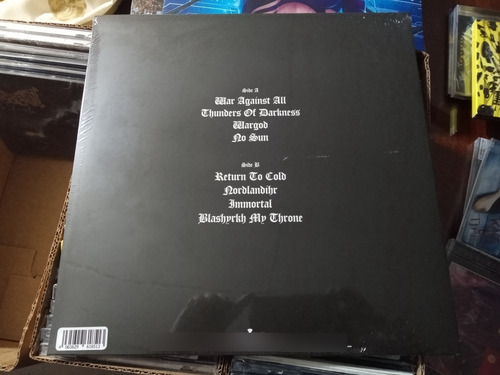 Side A
War Against All
Thunders Of Darkness
Wargod
No Sun
Side B
Return To Cold
Nordlandihr
Immortal
Blashyrkh My Throne